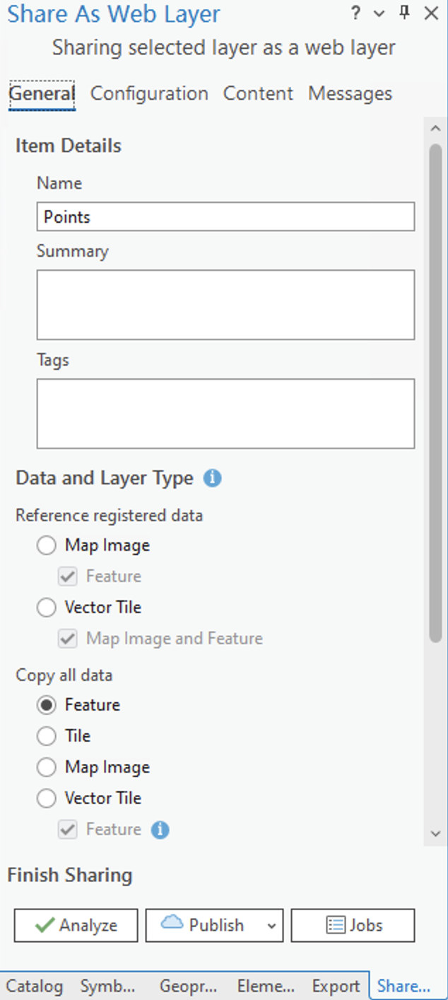 Share As Web Layer ?
Sharing selected layer as a web layer
General Configuration Content Messages
Item Details
Name
Points
Summary
Tags
Data and Layer Type i
Reference registered data
Map Image
Feature
Vector Tile
Map Image and Feature
Copy all data
Feature
Tile
Map Image
Vector Tile
Feature i
Finish Sharing
Analyze Publish Jobs
Catalog Symb... Geopr... Eleme... Export Share...